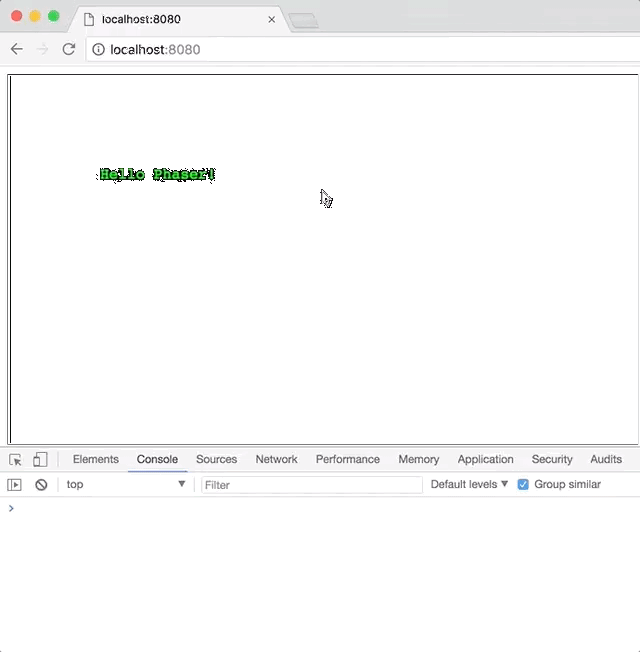 localhost:8080
localhost:8080
Hello Phaser!
Elements Console Sources Network Performance Memory Application Security Audits
top Filter Default levels Group similar